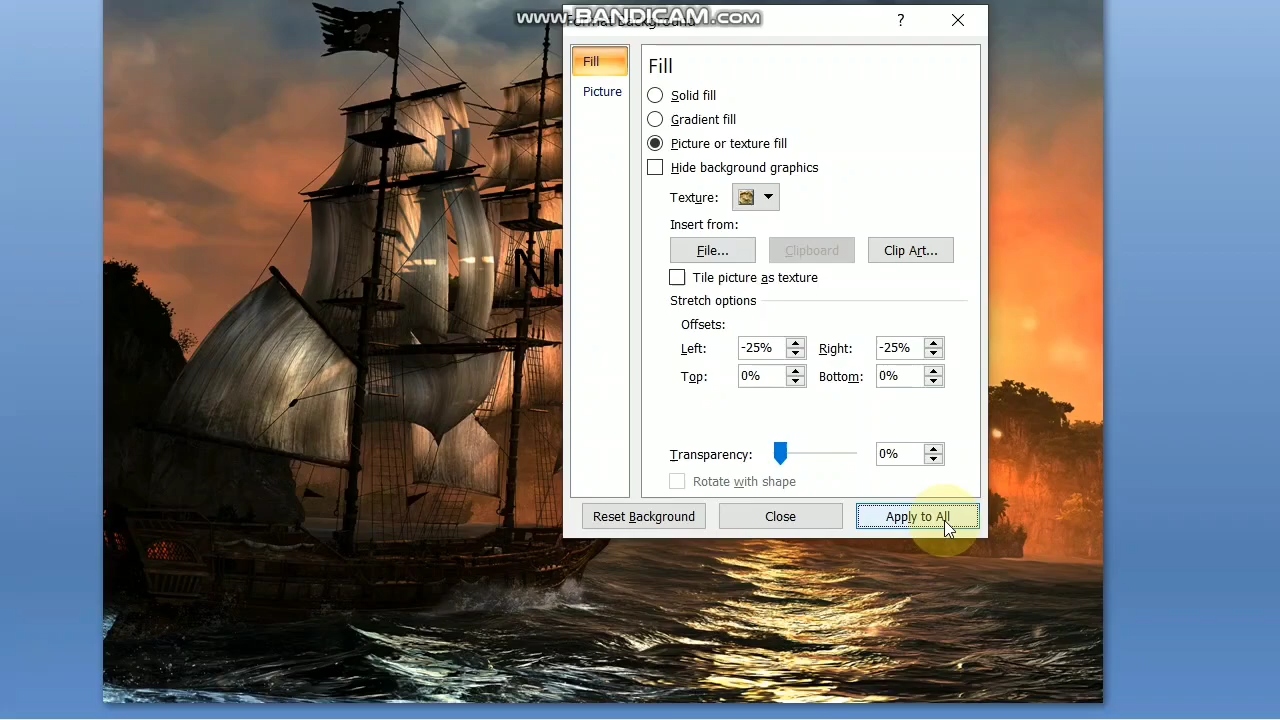 www.BANDICAM.com
Format Background
?
Fill
Picture
Fill
Solid fill
Gradient fill
Picture or texture fill
Hide background graphics
Texture:
Insert from:
File...
Clipboard
Clip Art...
Tile picture as texture
Stretch options
Offsets:
Left: -25% Right: -25%
Top: 0% Bottom: 0%
Transparency: 0%
Rotate with shape
Reset Background
Close
Apply to All